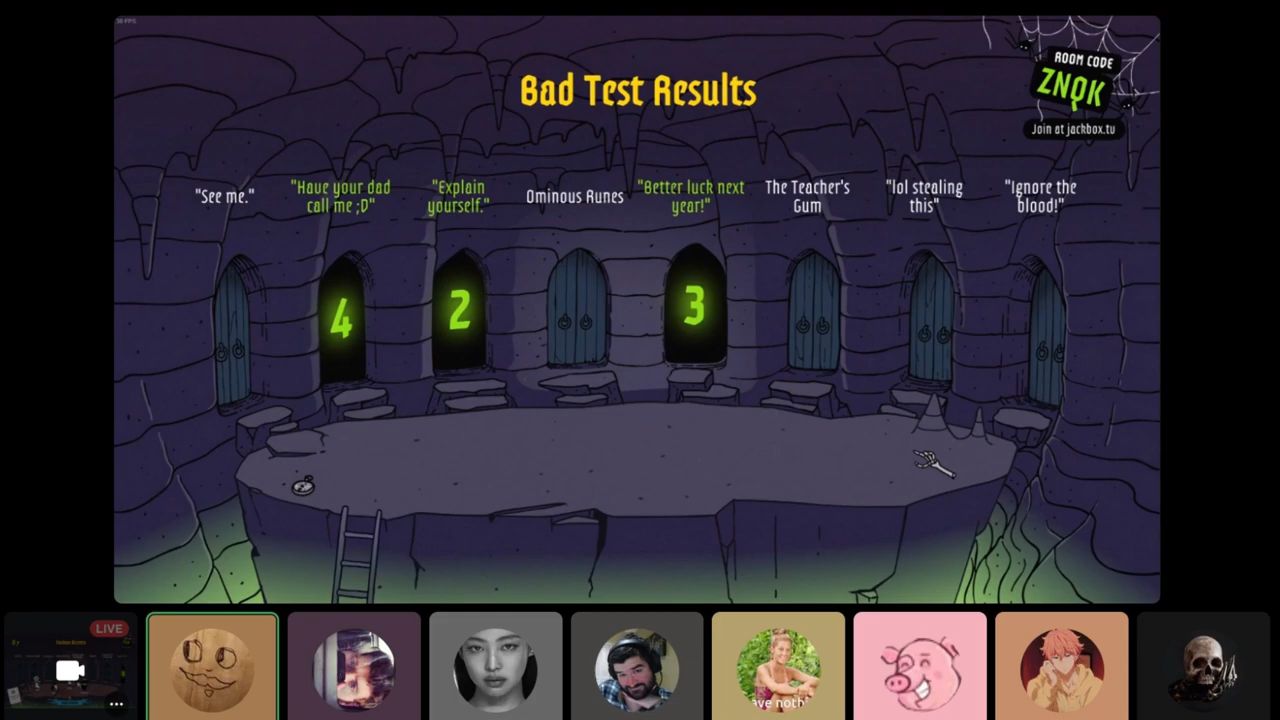 30 FPS
Bad Test Results
ROOM CODE
ZNQK
Join at jackbox.tv
"See me."
"Have your dad
call me ;D"
"Explain
yourself."
Ominous Runes
"Better luck next
year!"
The Teacher's
Gum
"lol stealing
this"
"Ignore the
blood!"
4
2
3
LIVE